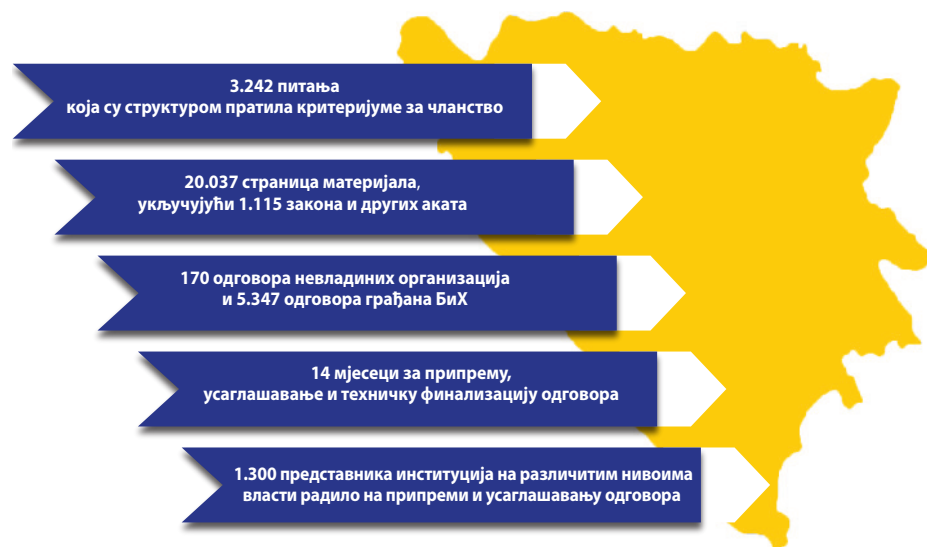 3.242 питања
која су структуром пратила критеријуме за чланство
20.037 страница материјала,
укључујући 1.115 закона и других аката
170 одговора невладиних организација
и 5.347 одговора грађана БиХ
14 мјесеци за припрему,
усаглашавање и техничку финализацију одговора
1.300 представника институција на различитим нивоима
власти радило на припреми и усаглашавању одговора